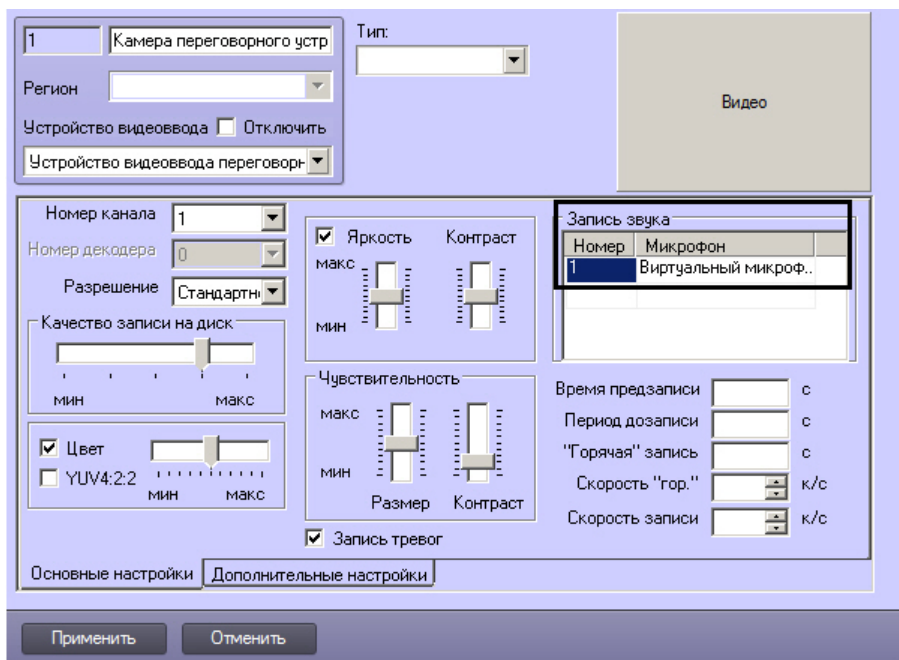 1 Камера переговорного устр
Тип:
Регион
Устройство видеоввода Отключить
Устройство видеоввода переговорн
Видео
Номер канала 1
Номер декодера 0
Разрешение Стандартн
Качество записи на диск
мин макс
Цвет
YUV4:2:2
мин макс
Яркость Контраст
макс
мин
Чувствительность
макс
мин
Размер Контраст
Запись тревог
Запись звука
Номер Микрофон
1 Виртуальный микроф..
Время предзаписи с
Период дозаписи с
"Горячая" запись с
Скорость "гор." к/с
Скорость записи к/с
Основные настройки Дополнительные настройки
Применить Отменить